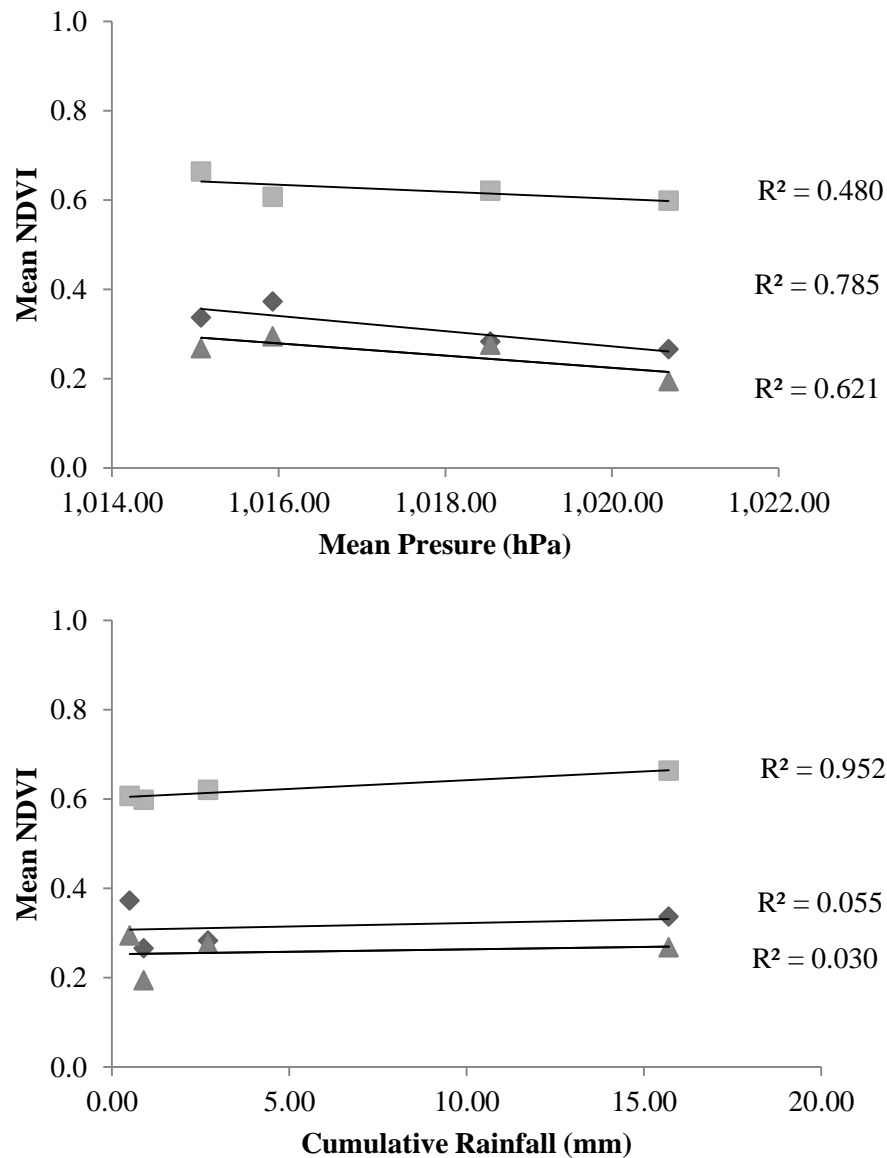 1.0
0.8
R² = 0.480
0.6
Mean NDVI
R² = 0.785
0.4
R² = 0.621
0.2
0.0
1,014.00 1,016.00 1,018.00 1,020.00 1,022.00
Mean Presure (hPa)
1.0
0.8
R² = 0.952
0.6
Mean NDVI
0.4
R² = 0.055
R² = 0.030
0.2
0.0
0.00 5.00 10.00 15.00 20.00
Cumulative Rainfall (mm)